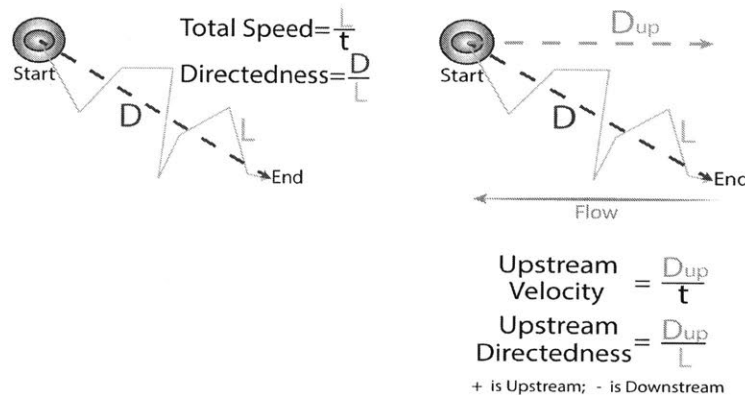 Total Speed=L/t
Start
Directedness=D/L
D
L
End
Dup
Start
D
L
End
Flow
Upstream Velocity = Dup/t
Upstream Directedness = Dup/L
+ is Upstream; - is Downstream